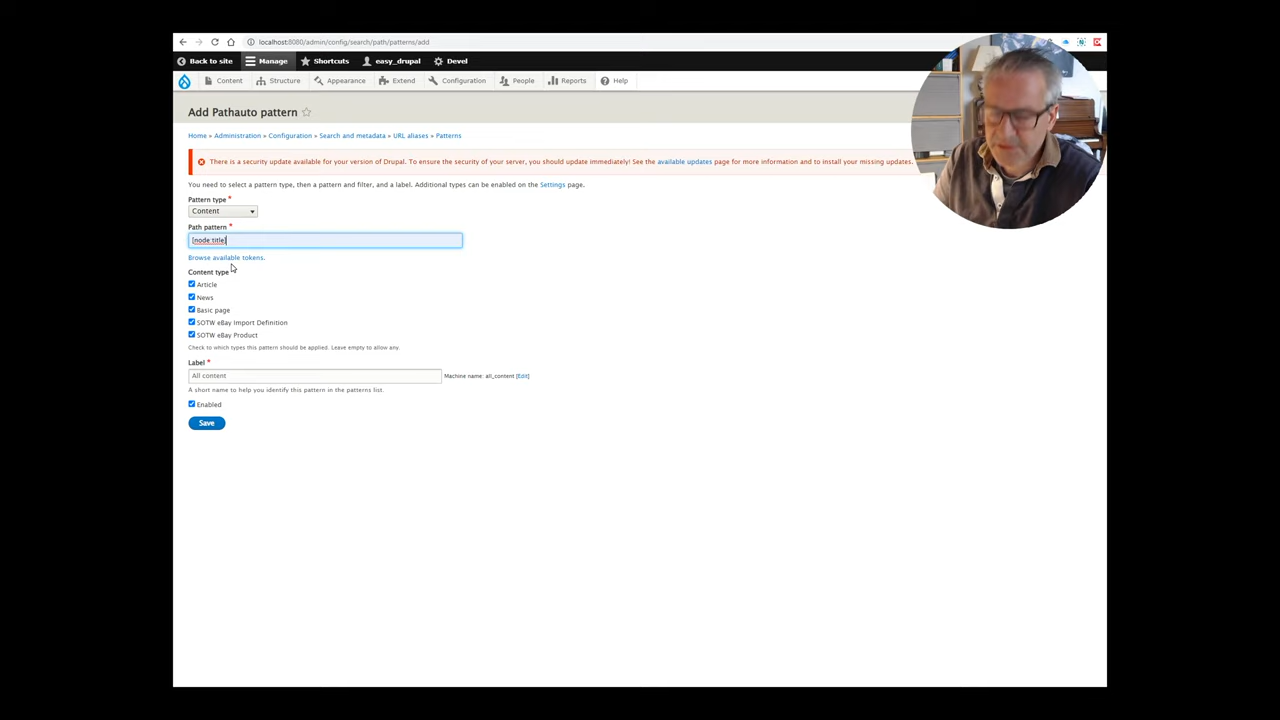 localhost:8080/admin/config/search/path/patterns/add
Back to site Manage Shortcuts easy_drupal Devel
Content Structure Appearance Extend Configuration People Reports Help
Add Pathauto pattern
Home » Administration » Configuration » Search and metadata » URL aliases » Patterns
There is a security update available for your version of Drupal. To ensure the security of your server, you should update immediately! See the available updates page for more information and to install your missing updates.
You need to select a pattern type, then a pattern and filter, and a label. Additional types can be enabled on the Settings page.
Pattern type *
Content
Path pattern *
[node:title]
Browse available tokens.
Content type
Article
News
Basic page
SOTW eBay Import Definition
SOTW eBay Product
Check to which types this pattern should be applied. Leave empty to allow any.
Label *
All content Machine name: all_content [Edit]
A short name to help you identify this pattern in the patterns list.
Enabled
Save